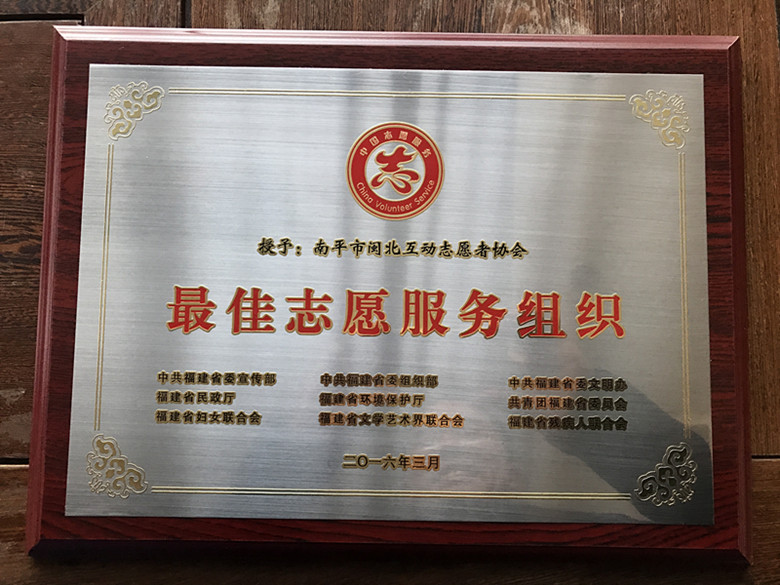 中国志愿服务
志
China Volunteer Service
授予：南平市闽北互动志愿者协会
最佳志愿服务组织
中共福建省委宣传部 中共福建省委组织部 中共福建省委文明办
福建省民政厅 福建省环境保护厅 共青团福建省委员会
福建省妇女联合会 福建省文学艺术界联合会 福建省残疾人联合会
二〇一六年三月